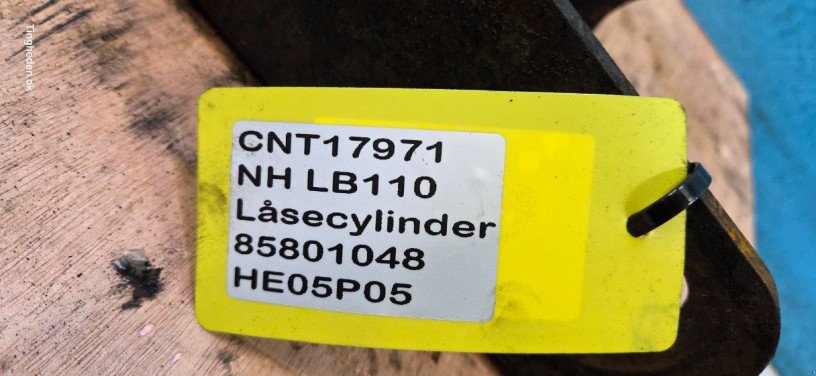 CNT17971
NH LB110
Låsecylinder
85801048
HE05P05